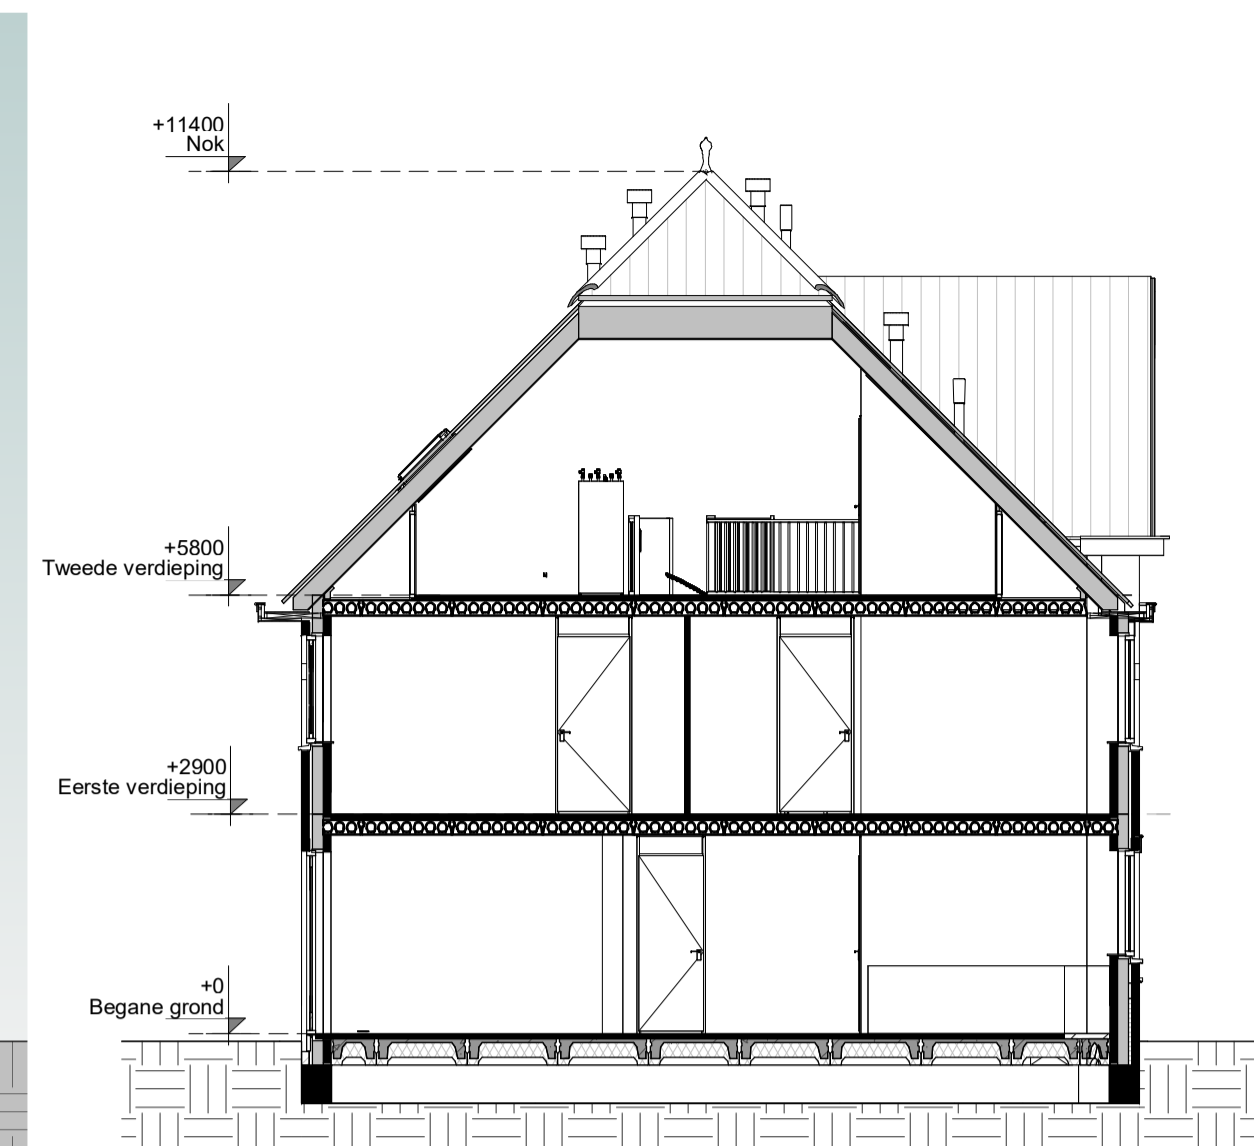 +11400
Nok
+5800
Tweede verdieping
+2900
Eerste verdieping
+0
Begane grond